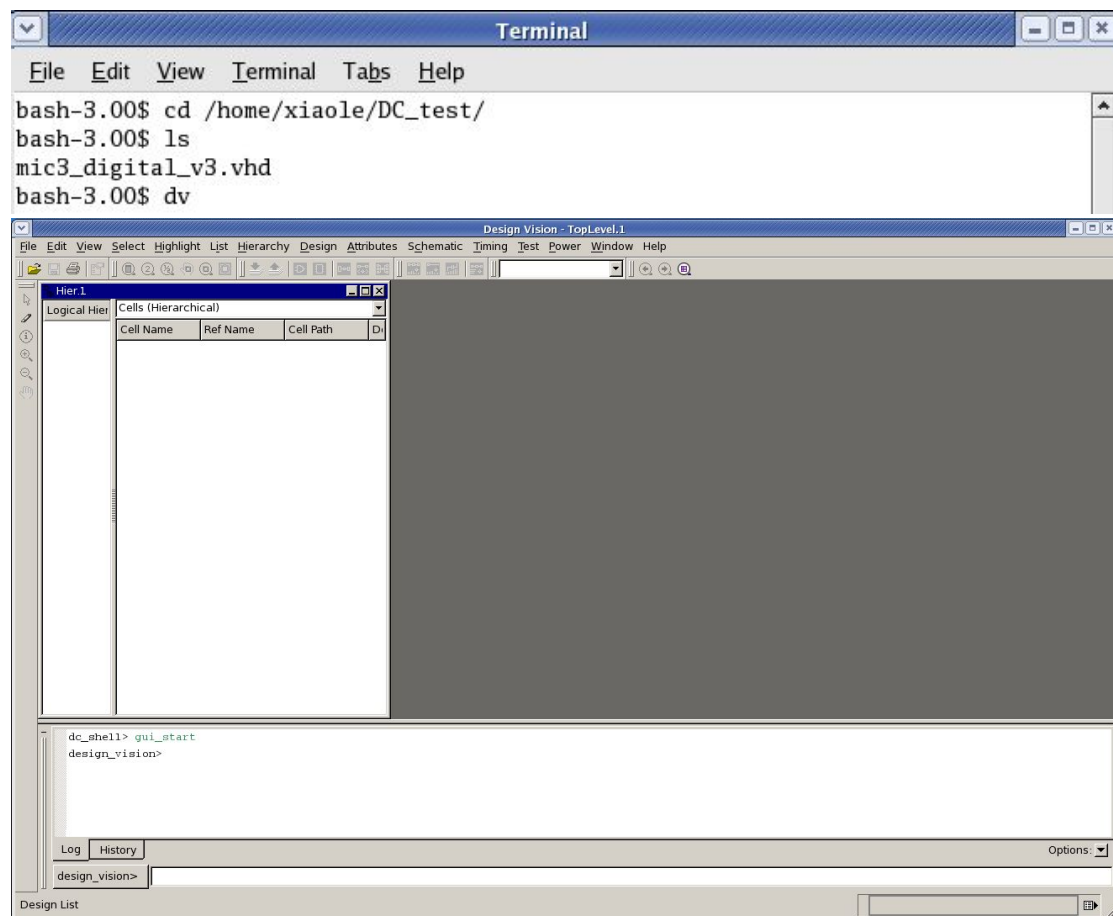 Terminal
File Edit View Terminal Tabs Help
bash-3.00$ cd /home/xiaole/DC_test/
bash-3.00$ ls
mic3_digital_v3.vhd
bash-3.00$ dv
Design Vision - TopLevel.1
File Edit View Select Highlight List Hierarchy Design Attributes Schematic Timing Test Power Window Help
Hier.1
Logical Hier Cells (Hierarchical)
Cell Name Ref Name Cell Path
dc_shell> gui_start
design_vision>
Log History Options:
design_vision>
Design List